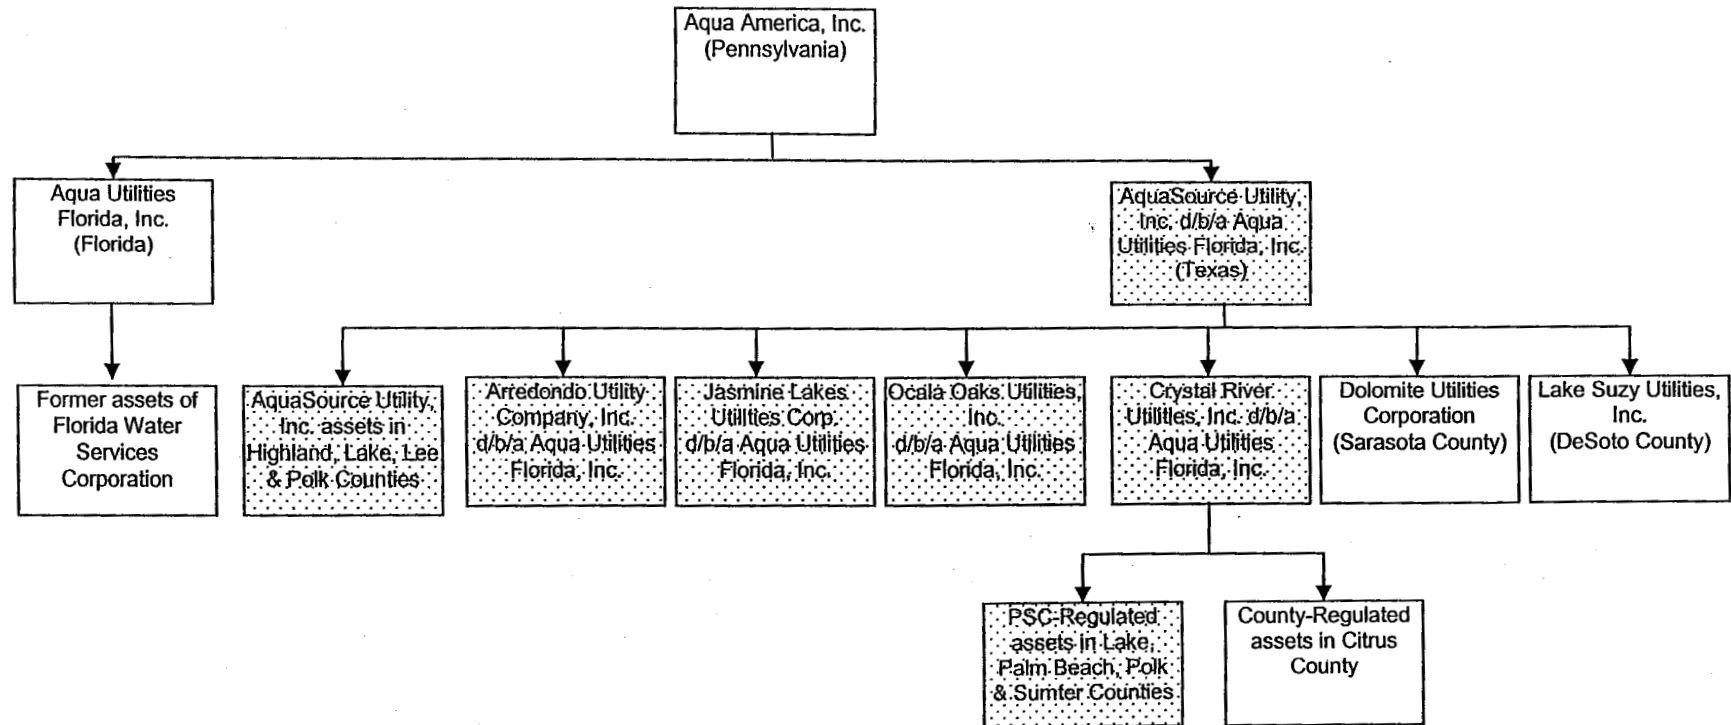 Aqua America, Inc.
(Pennsylvania)
Aqua Utilities
Florida, Inc.
(Florida)
AquaSource Utility,
Inc. d/b/a Aqua
Utilities Florida, Inc.
(Texas)
Former assets of
Florida Water
Services
Corporation
AquaSource Utility,
Inc. assets in
Highland, Lake, Lee
& Polk Counties
Arredondo Utility
Company, Inc.
d/b/a Aqua Utilities
Florida, Inc.
Jasmine Lakes
Utilities Corp.
d/b/a Aqua Utilities
Florida, Inc.
Ocala Oaks Utilities,
Inc.
d/b/a Aqua Utilities
Florida, Inc.
Crystal River
Utilities, Inc. d/b/a
Aqua Utilities
Florida, Inc.
Dolomite Utilities
Corporation
(Sarasota County)
Lake Suzy Utilities,
Inc.
(DeSoto County)
PSC-Regulated
assets in Lake,
Palm Beach, Polk
& Sumter Counties
County-Regulated
assets in Citrus
County